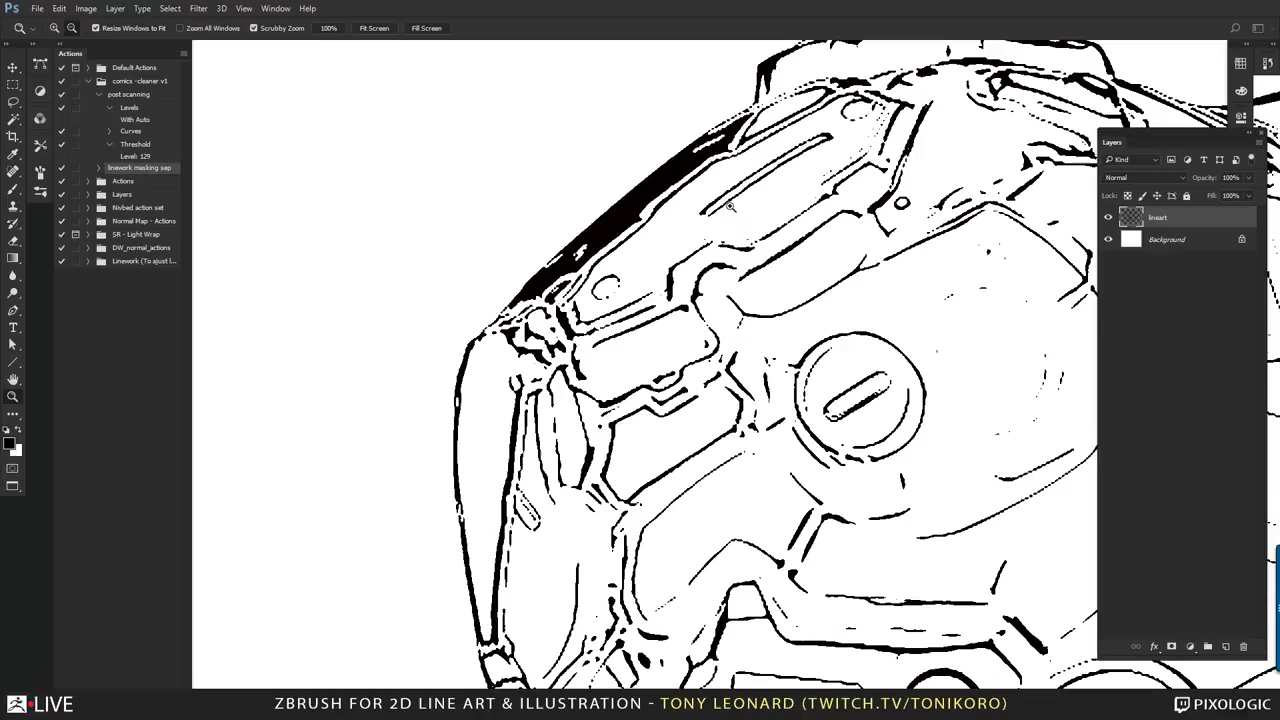 Ps File Edit Image Layer Type Select Filter 3D View Window Help
Resize Windows to Fit Zoom All Windows Scrubby Zoom 100% Fit Screen Fill Screen
Actions
Default Actions
comics -cleaner v1
post scanning
Levels
With Auto
Curves
Threshold
Level: 129
linework masking sep
Actions
Layers
Nivbed action set
Normal Map - Actions
SR - Light Wrap
DW_normal_actions
Linework (To ajust l...
Layers
Kind
Normal Opacity: 100%
Lock: Fill: 100%
lineart
Background
LIVE ZBRUSH FOR 2D LINE ART & ILLUSTRATION - TONY LEONARD (TWITCH.TV/TONIKORO) PIXOLOGIC